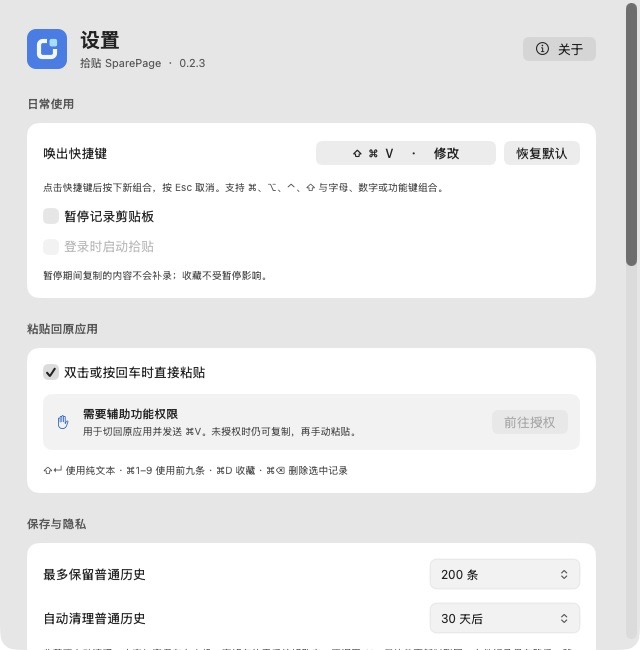 设置
拾贴 SparePage · 0.2.3
关于
日常使用
唤出快捷键
⇧ ⌘ V · 修改
恢复默认
点击快捷键后按下新组合，按 Esc 取消。支持 ⌘、⌥、⌃、⇧ 与字母、数字或功能键组合。
暂停记录剪贴板
登录时启动拾贴
暂停期间复制的内容不会补录；收藏不受暂停影响。
粘贴回原应用
双击或按回车时直接粘贴
需要辅助功能权限
用于切回原应用并发送 ⌘V。未授权时仍可复制，再手动粘贴。
前往授权
⇧↩ 使用纯文本 · ⌘1–9 使用前九条 · ⌘D 收藏 · ⌘⌫ 删除选中记录
保存与隐私
最多保留普通历史
200 条
自动清理普通历史
30 天后